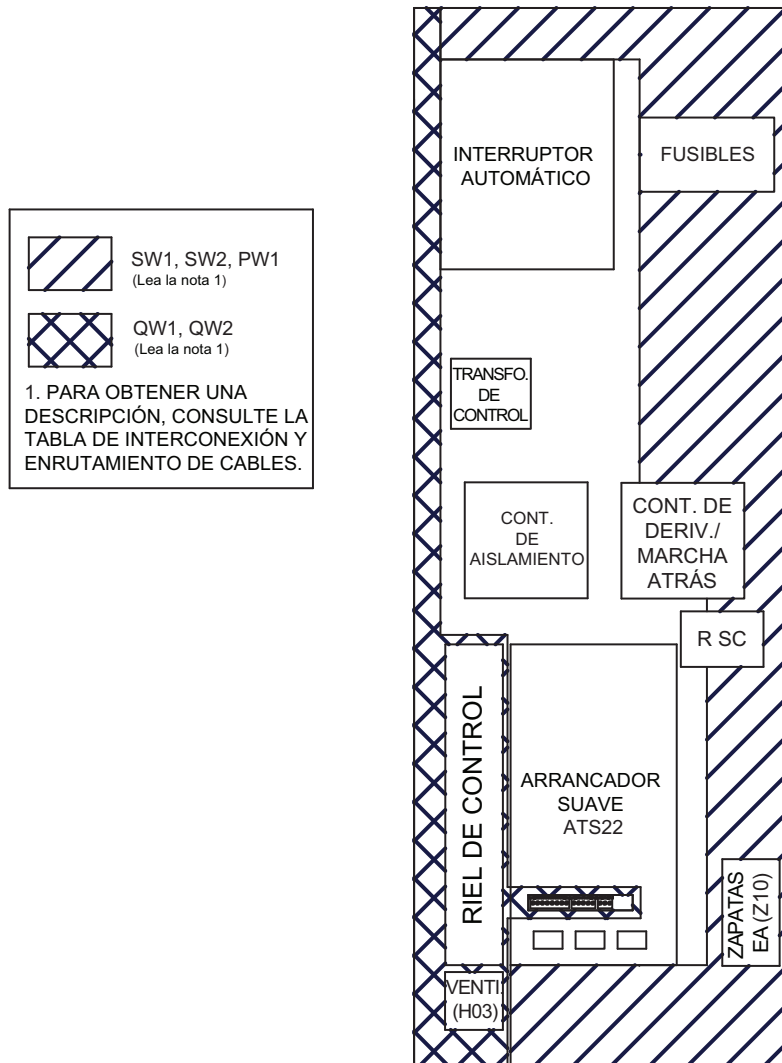 SW1, SW2, PW1
(Lea la nota 1)
QW1, QW2
(Lea la nota 1)
1. PARA OBTENER UNA
DESCRIPCIÓN, CONSULTE LA
TABLA DE INTERCONEXIÓN Y
ENRUTAMIENTO DE CABLES.
INTERRUPTOR
AUTOMÁTICO
FUSIBLES
TRANSFO.
DE
CONTROL
CONT.
DE
AISLAMIENTO
CONT. DE
DERIV./
MARCHA
ATRÁS
R SC
RIEL DE CONTROL
ARRANCADOR
SUAVE
ATS22
ZAPATAS
EA (Z10)
VENTI.
(H03)